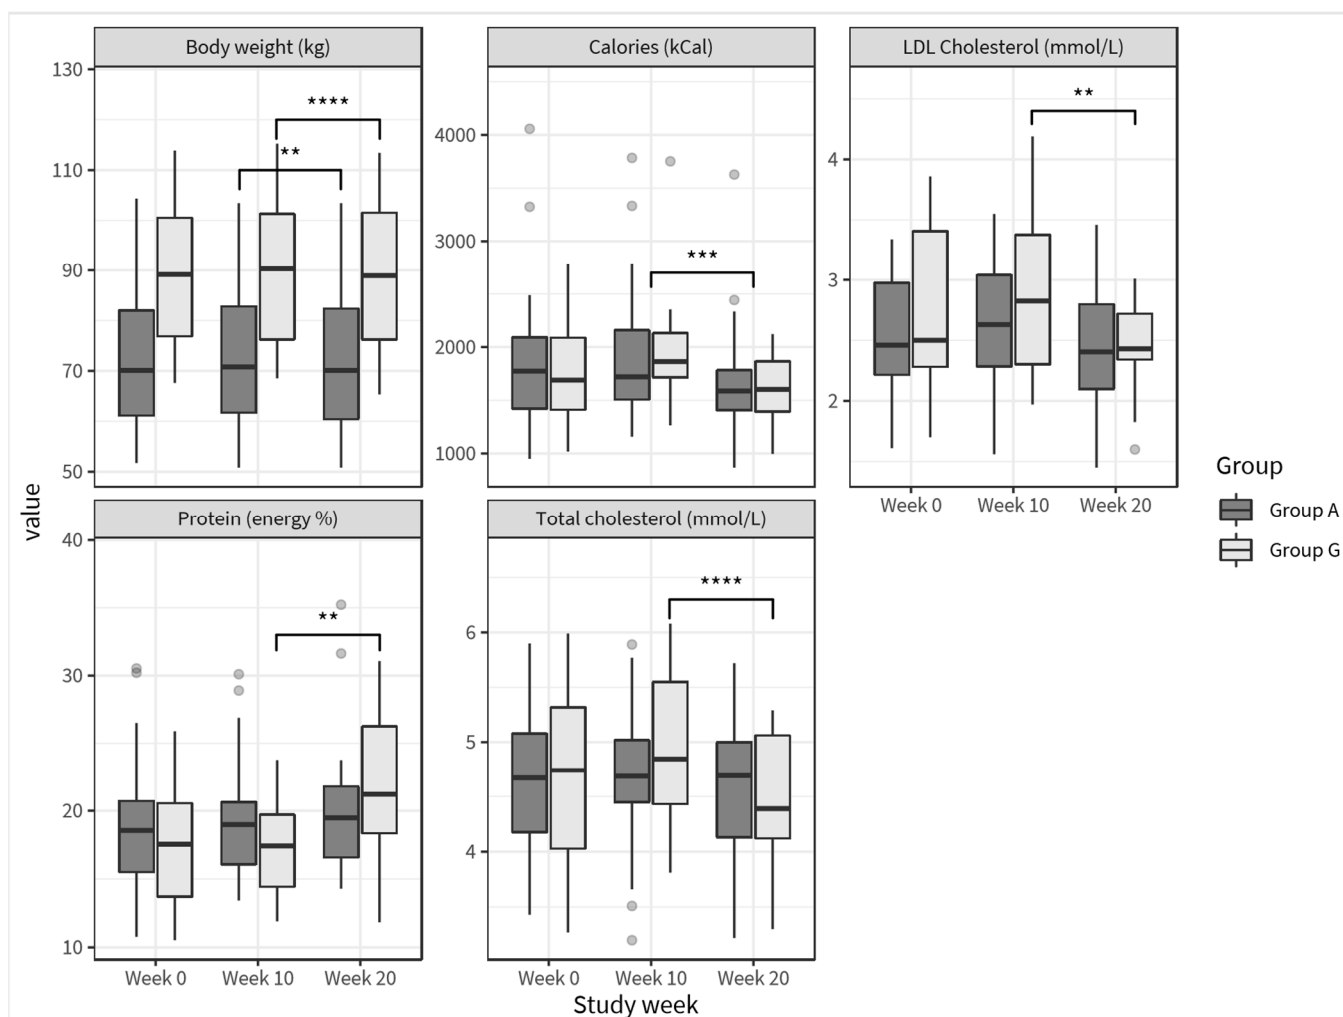 Body weight (kg)
Calories (kCal)
LDL Cholesterol (mmol/L)
130
110
90
70
50
****
**
4000
3000
2000
1000
***
4
3
2
**
Week 0
Week 10
Week 20
value
Protein (energy %)
Total cholesterol (mmol/L)
40
30
20
10
**
6
5
4
****
Week 0
Week 10
Week 20
Week 0
Week 10
Week 20
Study week
Group
Group A
Group G